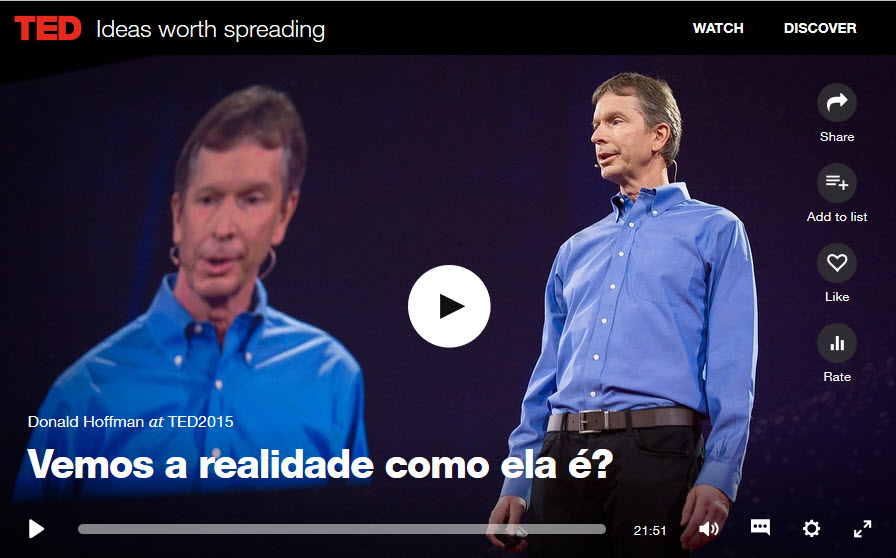 TED Ideas worth spreading WATCH DISCOVER
Share
Add to list
Like
Rate
Donald Hoffman at TED2015
Vemos a realidade como ela é?
21:51